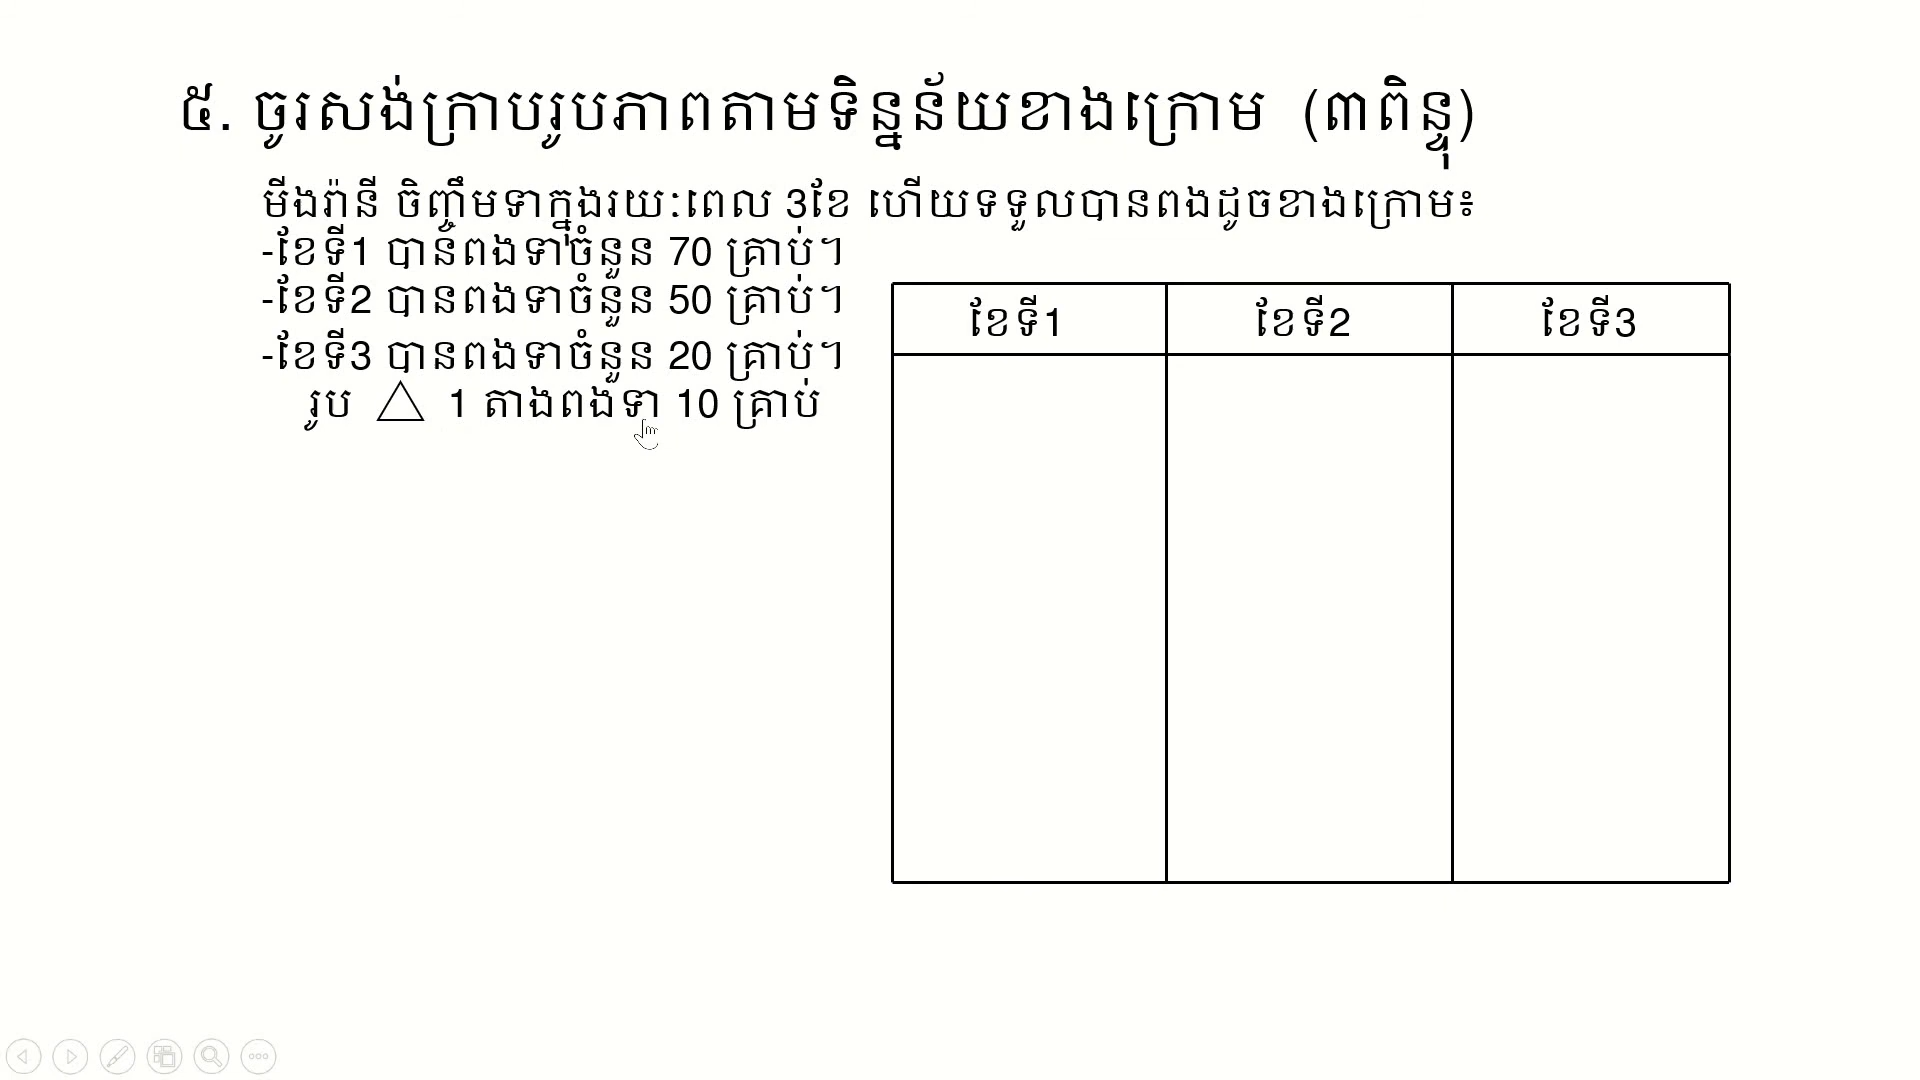 ៥. ចូរសង់ក្រាបរូបភាពតាមទិន្នន័យខាងក្រោម (៣ពិន្ទុ)
មីងរ៉ានី ចិញ្ចឹមទាក្នុងរយៈពេល 3ខែ ហើយទទួលបានពងដូចខាងក្រោម៖
-ខែទី1 បានពងទាចំនួន 70 គ្រាប់។
-ខែទី2 បានពងទាចំនួន 50 គ្រាប់។
-ខែទី3 បានពងទាចំនួន 20 គ្រាប់។
រូប △ 1 តាងពងទា 10 គ្រាប់
ខែទី1 ខែទី2 ខែទី3